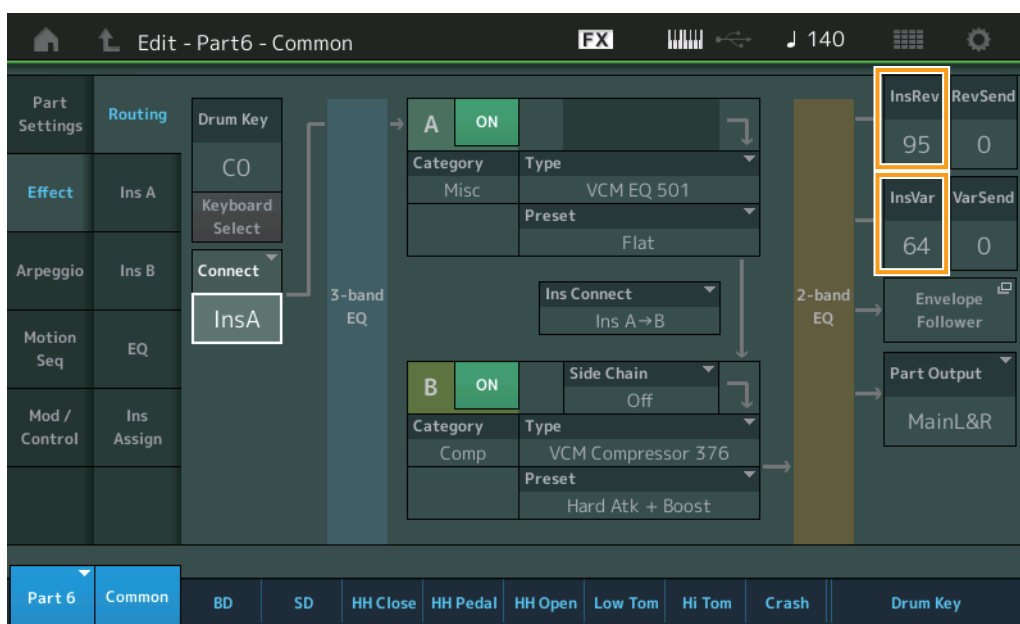 Edit - Part6 - Common
FX
♩ 140
Part
Settings
Effect
Arpeggio
Motion
Seq
Mod /
Control
Routing
Ins A
Ins B
EQ
Ins
Assign
Drum Key
C0
Keyboard
Select
Connect
InsA
3-band
EQ
A
ON
Category
Misc
Type
VCM EQ 501
Preset
Flat
Ins Connect
Ins A→B
B
ON
Side Chain
Off
Category
Comp
Type
VCM Compressor 376
Preset
Hard Atk + Boost
2-band
EQ
InsRev
95
RevSend
0
InsVar
64
VarSend
0
Envelope
Follower
Part Output
MainL&R
Part 6
Common
BD
SD
HH Close
HH Pedal
HH Open
Low Tom
Hi Tom
Crash
Drum Key